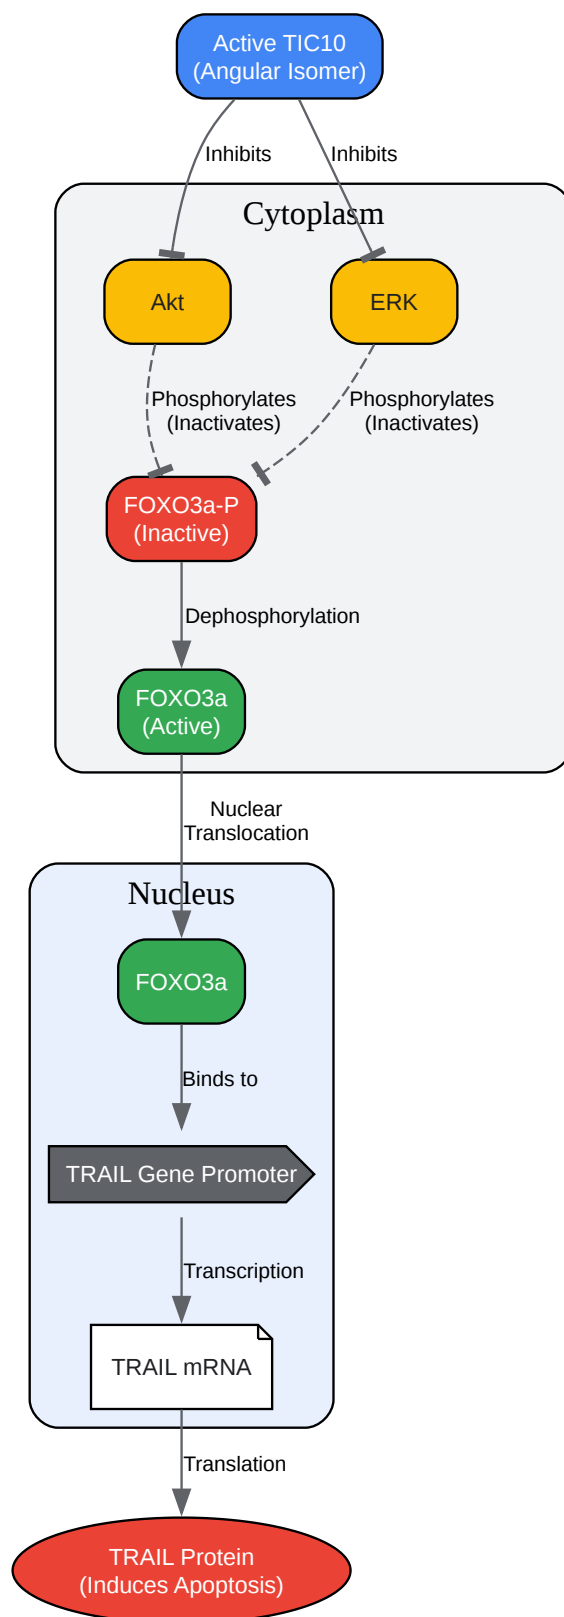 Active TIC10
(Angular Isomer)
Inhibits
Inhibits
Cytoplasm
Akt
ERK
Phosphorylates
(Inactivates)
Phosphorylates
(Inactivates)
FOXO3a-P
(Inactive)
Dephosphorylation
FOXO3a
(Active)
Nuclear
Translocation
Nucleus
FOXO3a
Binds to
TRAIL Gene Promoter
Transcription
TRAIL mRNA
Translation
TRAIL Protein
(Induces Apoptosis)